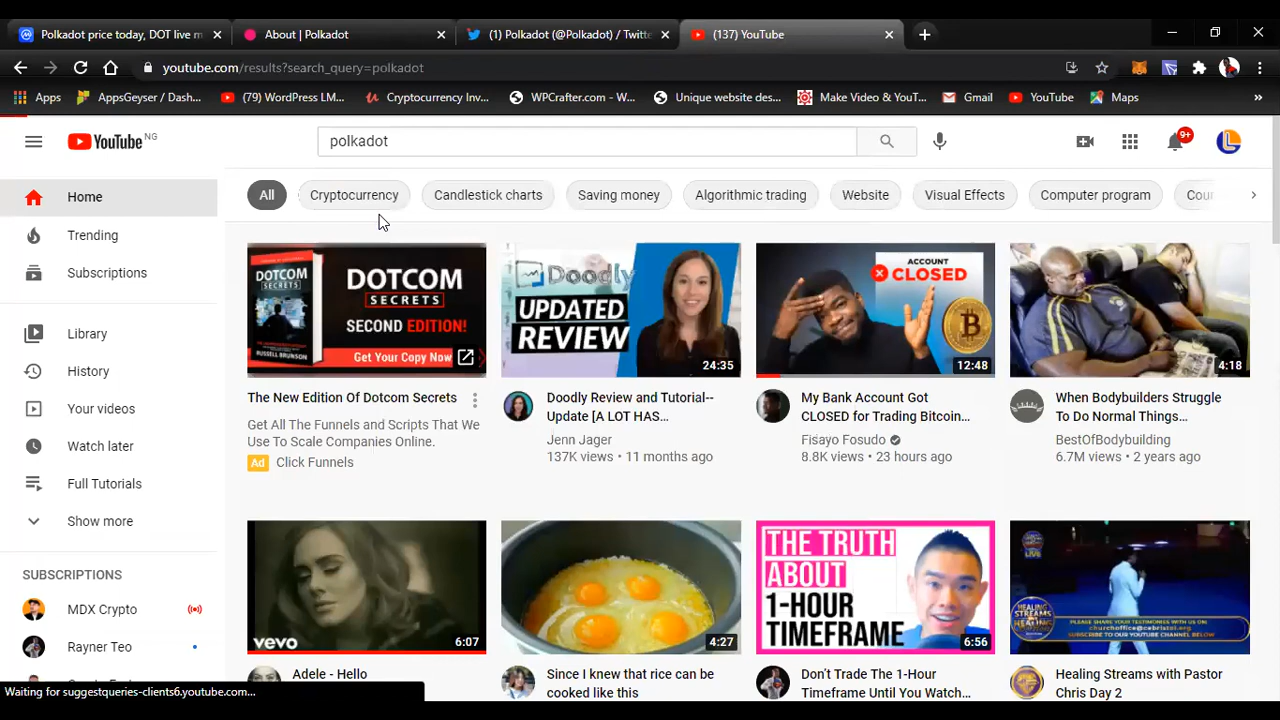 Polkadot price today, DOT live m
About | Polkadot
(1) Polkadot (@Polkadot) / Twitte
(137) YouTube
youtube.com/results?search_query=polkadot
Apps
AppsGeyser / Dash...
(79) WordPress LM...
Cryptocurrency Inv...
WPCrafter.com - W...
Unique website des...
Make Video & YouT...
Gmail
YouTube
Maps
YouTube NG
polkadot
9+
All
Cryptocurrency
Candlestick charts
Saving money
Algorithmic trading
Website
Visual Effects
Computer program
Cour
Home
Trending
Subscriptions
Library
History
Your videos
Watch later
Full Tutorials
Show more
SUBSCRIPTIONS
MDX Crypto
Rayner Teo
DOTCOM
SECRETS
DOTCOM
SECRETS
SECOND EDITION!
RUSSELL BRUNSON
Get Your Copy Now
The New Edition Of Dotcom Secrets
Get All The Funnels and Scripts That We
Use To Scale Companies Online.
Ad Click Funnels
Doodly
UPDATED
REVIEW
24:35
Doodly Review and Tutorial--
Update [A LOT HAS...
Jenn Jager
137K views • 11 months ago
ACCOUNT
CLOSED
12:48
My Bank Account Got
CLOSED for Trading Bitcoin...
Fisayo Fosudo
8.8K views • 23 hours ago
4:18
When Bodybuilders Struggle
To Do Normal Things...
BestOfBodybuilding
6.7M views • 2 years ago
vevo
6:07
Adele - Hello
4:27
Since I knew that rice can be
cooked like this
THE TRUTH
ABOUT
1-HOUR
TIMEFRAME
6:56
Don't Trade The 1-Hour
Timeframe Until You Watch...
HEALING
STREAMS
PLEASE SHARE YOUR TESTIMONIES WITH US:
churchoffice@cebristol.org
SUBSCRIBE TO OUR YOUTUBE CHANNEL BELOW
Healing Streams with Pastor
Chris Day 2
Waiting for suggestqueries-clients6.youtube.com...